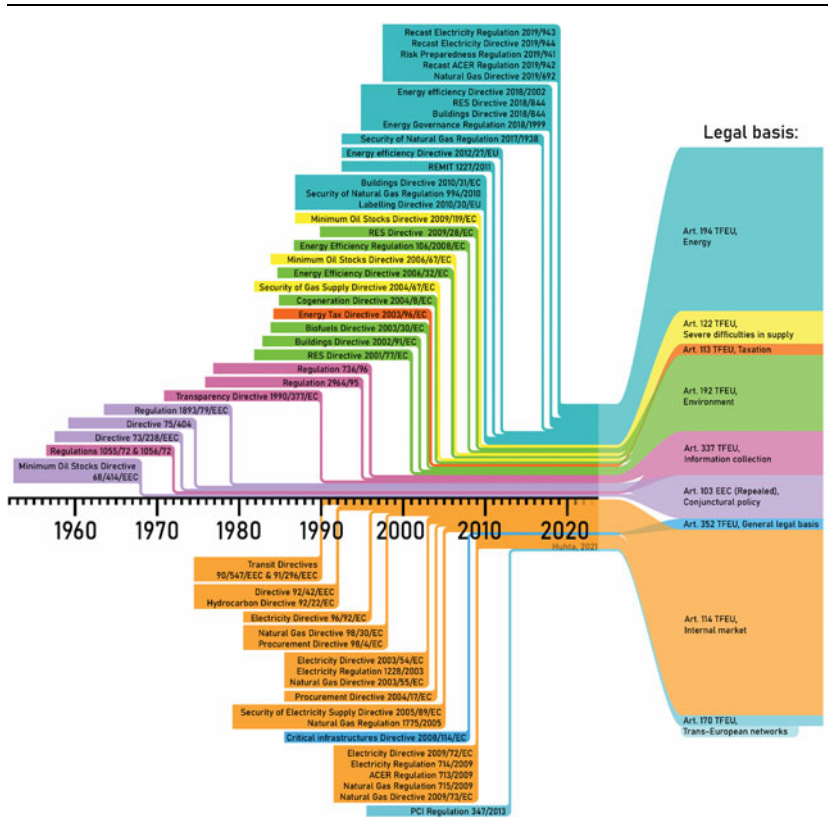 Recast Electricity Regulation 2019/943
Recast Electricity Directive 2019/944
Risk Preparedness Regulation 2019/941
Recast ACER Regulation 2019/942
Natural Gas Directive 2019/692
Energy efficiency Directive 2018/2002
RES Directive 2018/844
Buildings Directive 2018/844
Energy Governance Regulation 2018/1999
Security of Natural Gas Regulation 2017/1938
Energy efficiency Directive 2012/27/EU
REMIT 1227/2011
Buildings Directive 2010/31/EC
Security of Natural Gas Regulation 994/2010
Labelling Directive 2010/30/EU
Minimum Oil Stocks Directive 2009/119/EC
RES Directive 2009/28/EC
Energy Efficiency Regulation 106/2008/EC
Minimum Oil Stocks Directive 2006/67/EC
Energy Efficiency Directive 2006/32/EC
Security of Gas Supply Directive 2004/67/EC
Cogeneration Directive 2004/8/EC
Energy Tax Directive 2003/96/EC
Biofuels Directive 2003/30/EC
Buildings Directive 2002/91/EC
RES Directive 2001/77/EC
Regulation 736/96
Regulation 2964/95
Transparency Directive 1990/377/EC
Regulation 1893/79/EEC
Directive 75/404
Directive 73/238/EEC
Regulations 1055/72 & 1056/72
Minimum Oil Stocks Directive
68/414/EEC
1960 1970 1980 1990 2000 2010 2020
Huhta, 2021
Transit Directives
90/547/EEC & 91/296/EEC
Directive 92/42/EEC
Hydrocarbon Directive 92/22/EC
Electricity Directive 96/92/EC
Natural Gas Directive 98/30/EC
Procurement Directive 98/4/EC
Electricity Directive 2003/54/EC
Electricity Regulation 1228/2003
Natural Gas Directive 2003/55/EC
Procurement Directive 2004/17/EC
Security of Electricity Supply Directive 2005/89/EC
Natural Gas Regulation 1775/2005
Critical infrastructures Directive 2008/114/EC
Electricity Directive 2009/72/EC
Electricity Regulation 714/2009
ACER Regulation 713/2009
Natural Gas Regulation 715/2009
Natural Gas Directive 2009/73/EC
PCI Regulation 347/2013
Legal basis:
Art. 194 TFEU,
Energy
Art. 122 TFEU,
Severe difficulties in supply
Art. 113 TFEU, Taxation
Art. 192 TFEU,
Environment
Art. 337 TFEU,
Information collection
Art. 103 EEC (Repealed),
Conjunctural policy
Art. 352 TFEU, General legal basis
Art. 114 TFEU,
Internal market
Art. 170 TFEU,
Trans-European networks